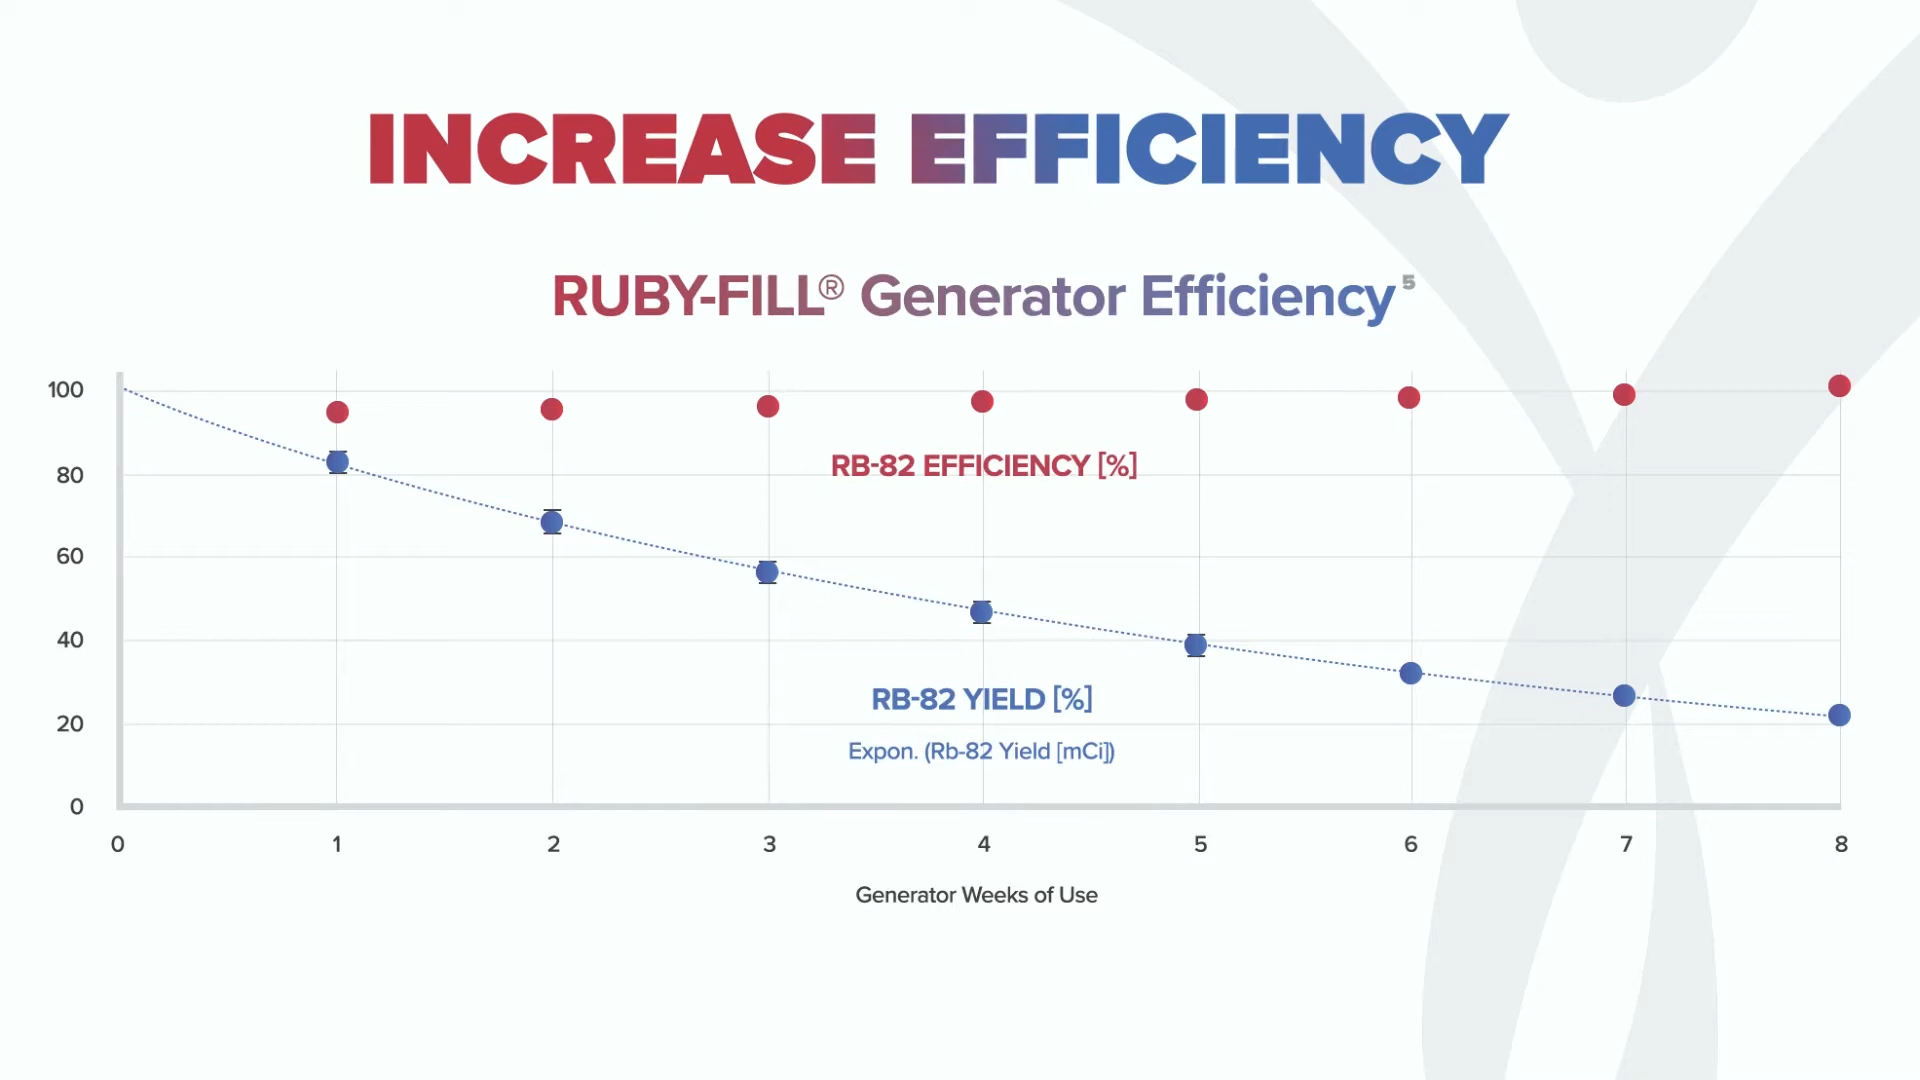 INCREASE EFFICIENCY
RUBY-FILL® Generator Efficiency⁵
100
80
RB-82 EFFICIENCY [%]
60
40
RB-82 YIELD [%]
20
Expon. (Rb-82 Yield [mCi])
0
0 1 2 3 4 5 6 7 8
Generator Weeks of Use